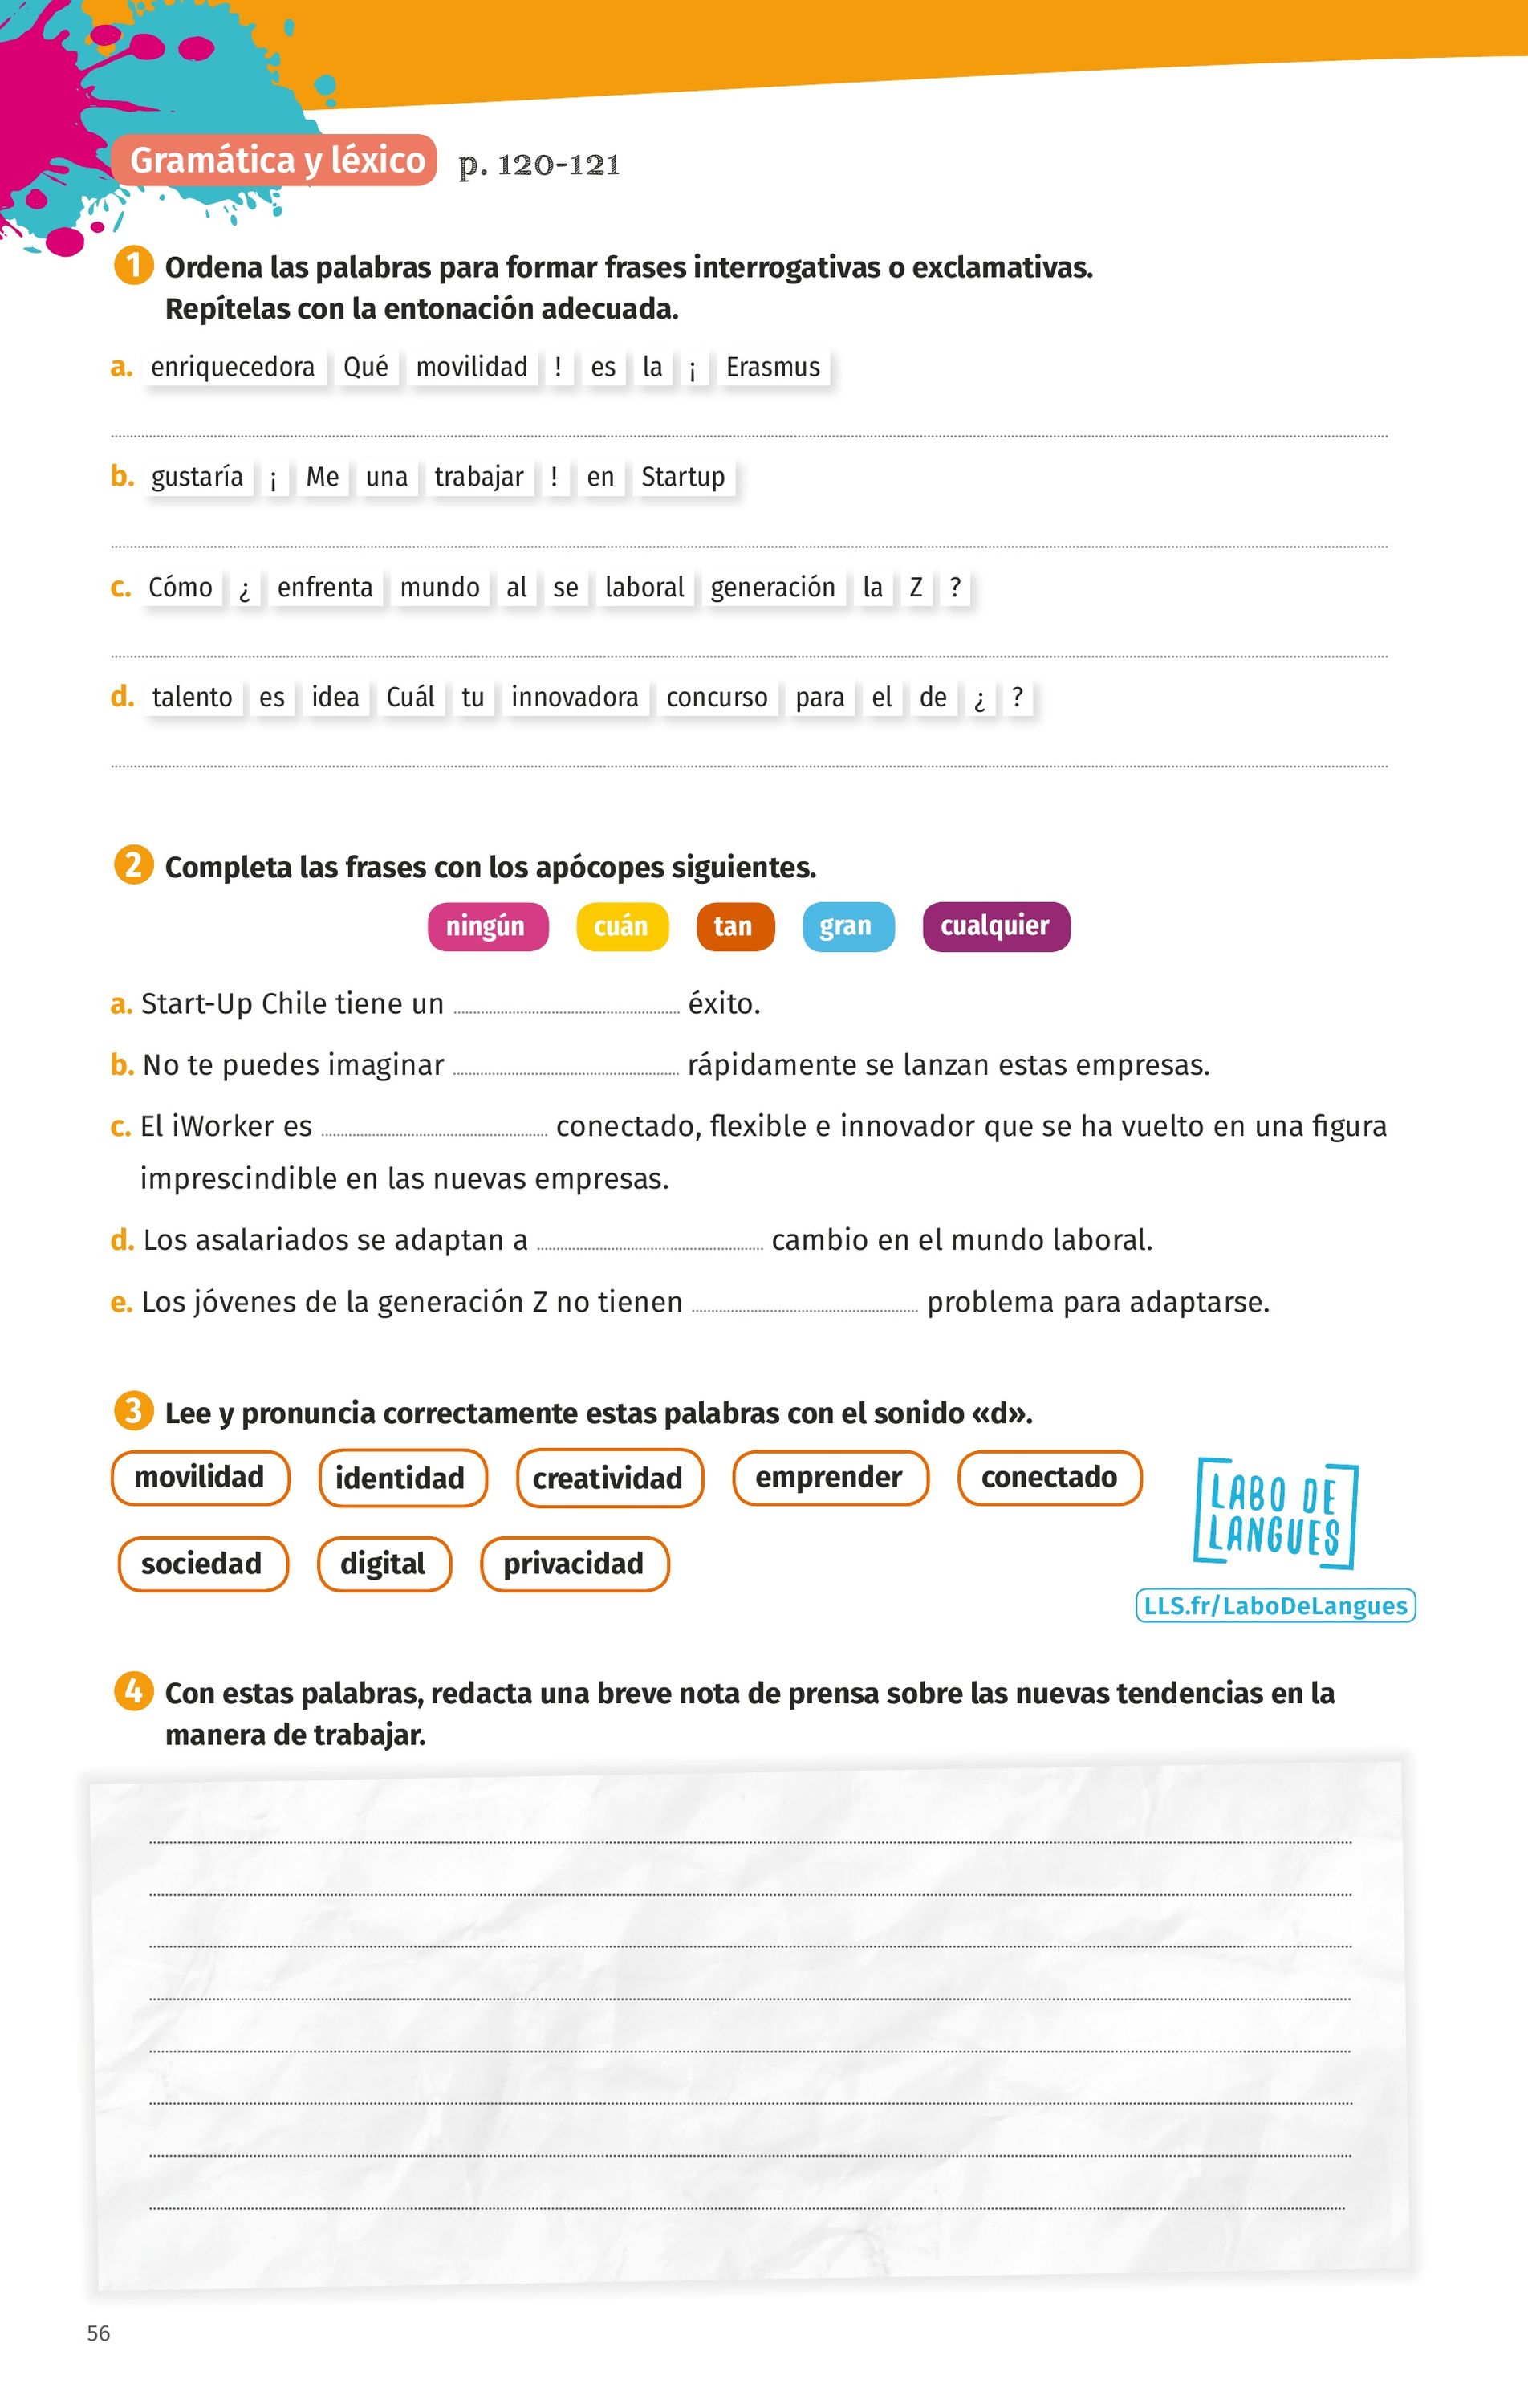 Gramática y léxico p. 120-121
1 Ordena las palabras para formar frases interrogativas o exclamativas.
Repítelas con la entonación adecuada.
a. enriquecedora Qué movilidad ! es la ¡ Erasmus
b. gustaría ¡ Me una trabajar ! en Startup
c. Cómo ¿ enfrenta mundo al se laboral generación la Z ?
d. talento es idea Cuál tu innovadora concurso para el de ¿ ?
2 Completa las frases con los apócopes siguientes.
ningún cuán tan gran cualquier
a. Start-Up Chile tiene un ........ éxito.
b. No te puedes imaginar ........ rápidamente se lanzan estas empresas.
c. El iWorker es ........ conectado, flexible e innovador que se ha vuelto en una figura
imprescindible en las nuevas empresas.
d. Los asalariados se adaptan a ........ cambio en el mundo laboral.
e. Los jóvenes de la generación Z no tienen ........ problema para adaptarse.
3 Lee y pronuncia correctamente estas palabras con el sonido «d».
movilidad identidad creatividad emprender conectado
sociedad digital privacidad
LABO DE
LANGUES
LLS.fr/LaboDeLangues
4 Con estas palabras, redacta una breve nota de prensa sobre las nuevas tendencias en la
manera de trabajar.
56